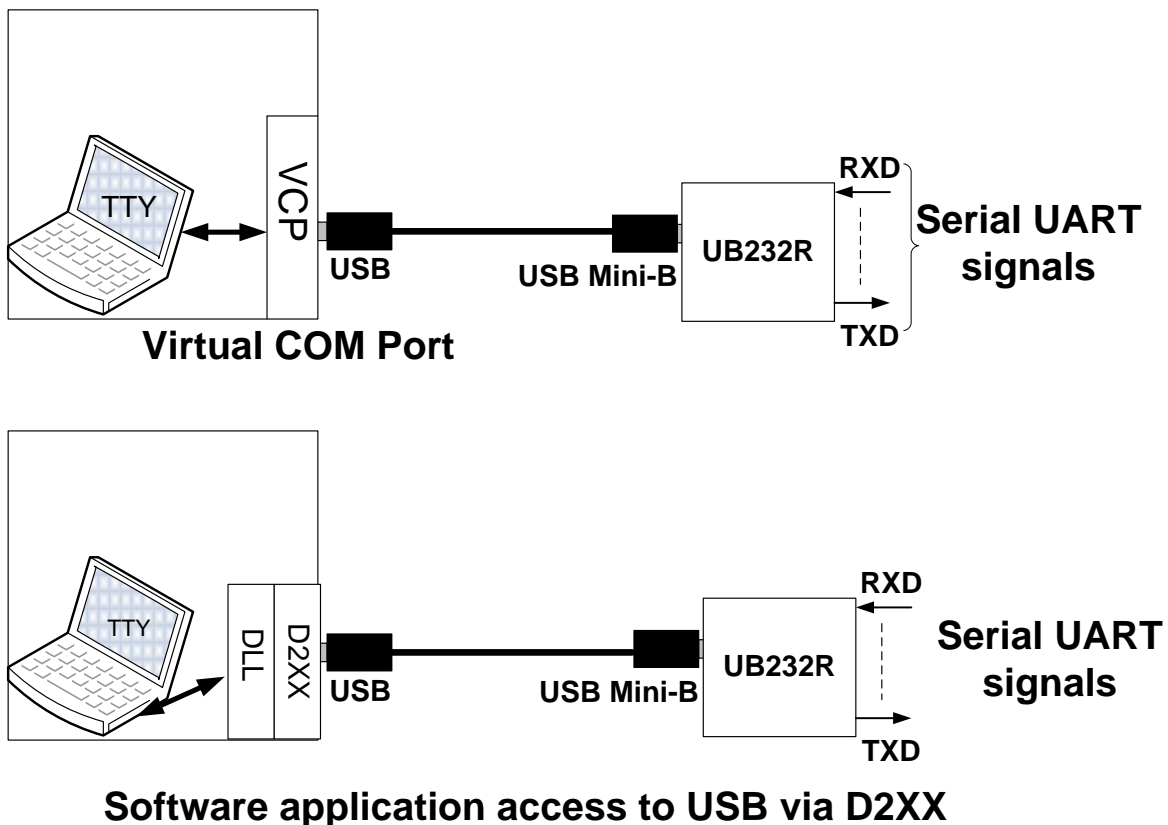 TTY
VCP
USB
USB Mini-B
UB232R
RXD
TXD
Serial UART
signals
Virtual COM Port
TTY
DLL
D2XX
USB
USB Mini-B
UB232R
RXD
TXD
Serial UART
signals
Software application access to USB via D2XX